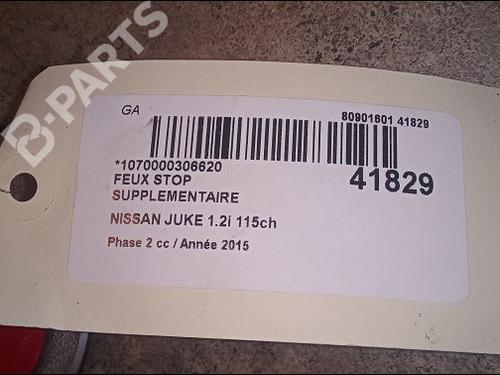 B-PARTS
GA
80901601 41829
*1070000306620
41829
FEUX STOP
SUPPLEMENTAIRE
NISSAN JUKE 1.2i 115ch
Phase 2 cc / Année 2015